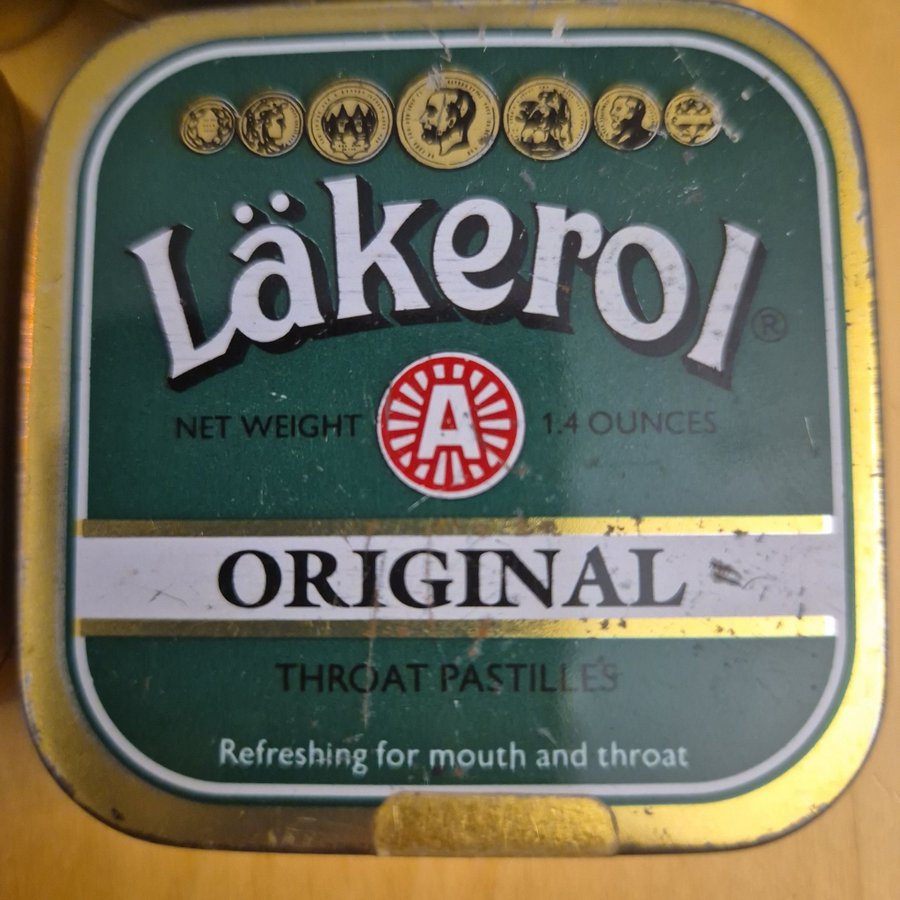 Läkerol®
NET WEIGHT A 1.4 OUNCES
ORIGINAL
THROAT PASTILLES
Refreshing for mouth and throat